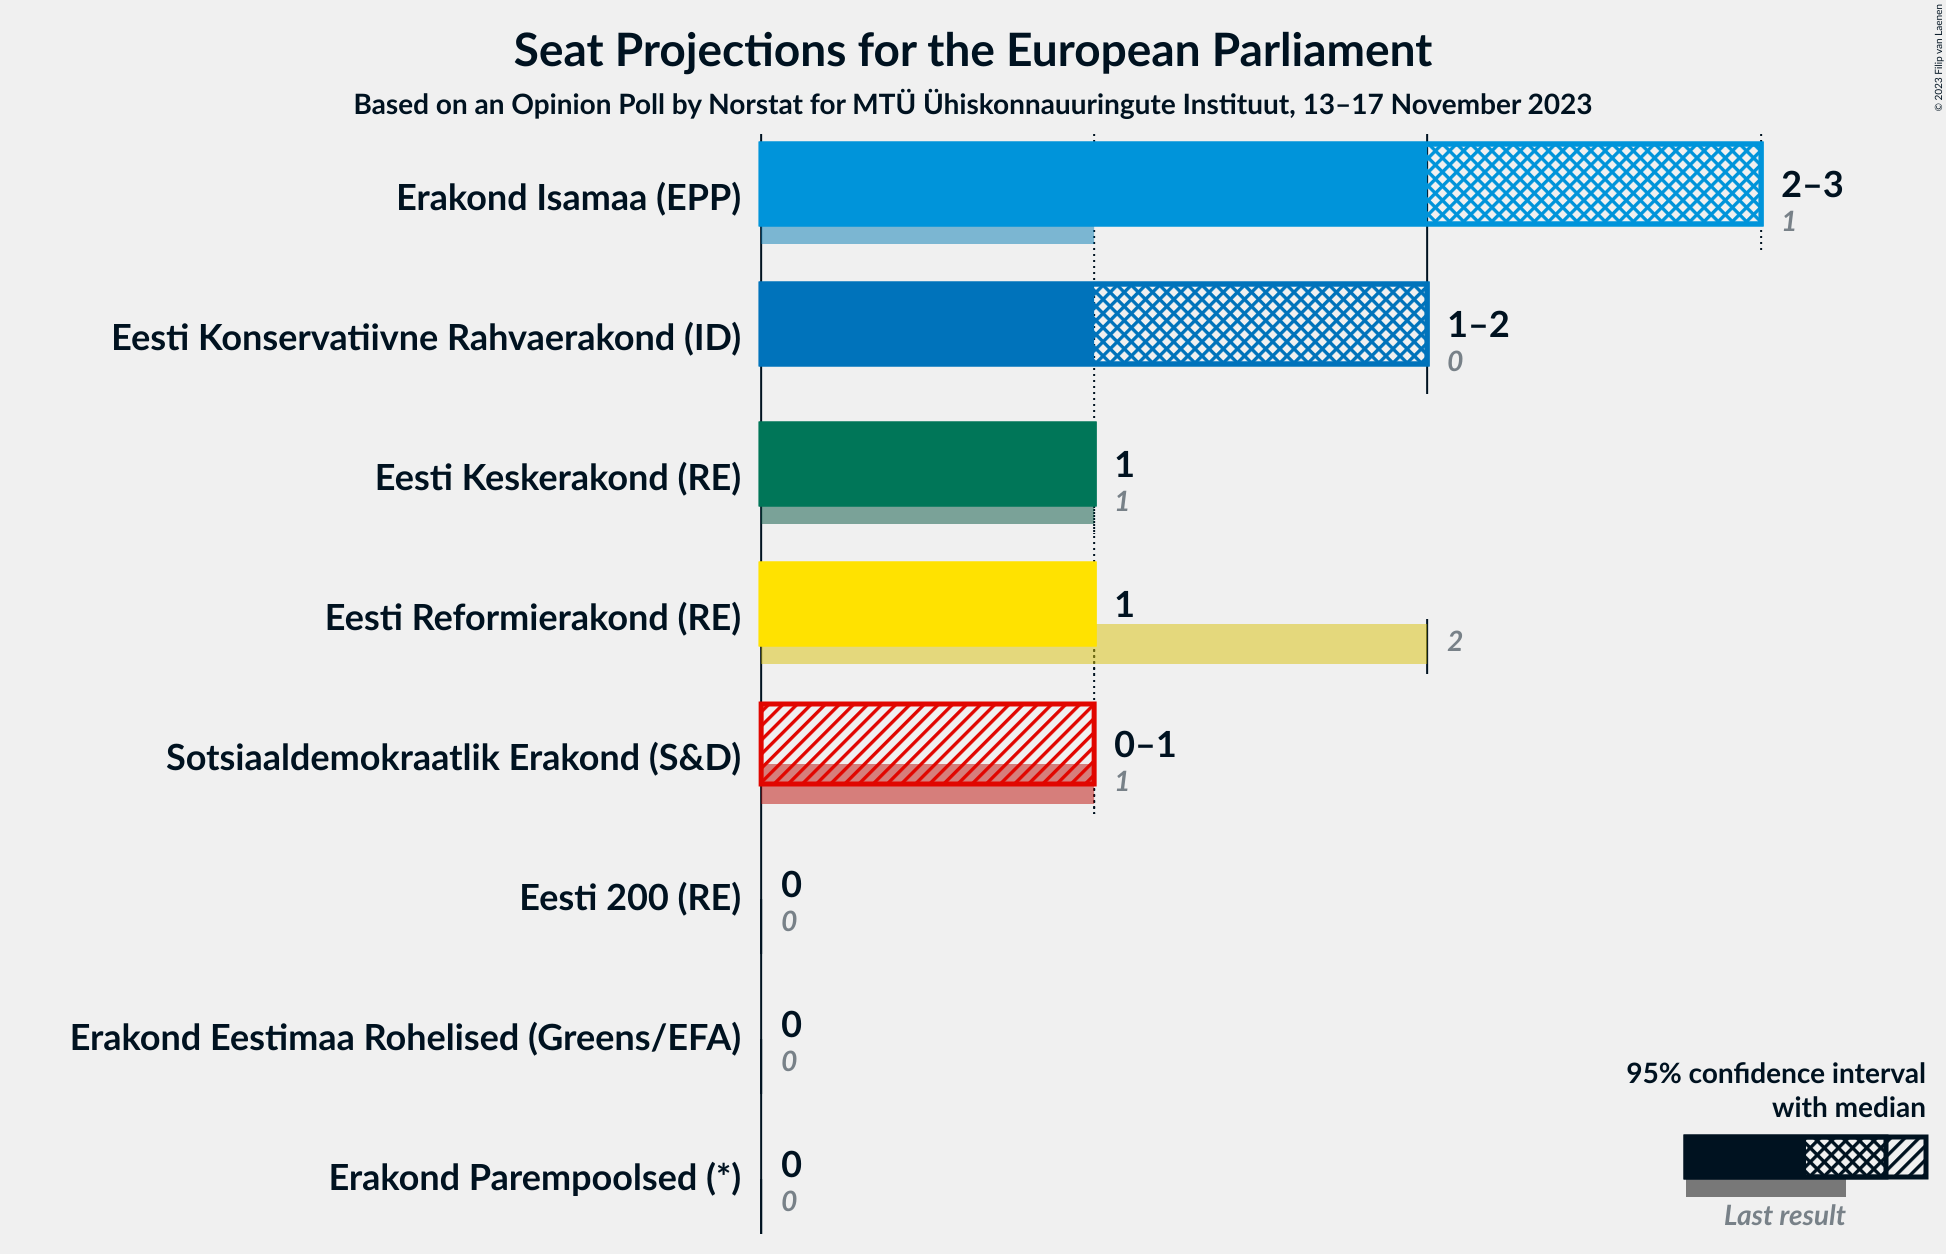 Seat Projections for the European Parliament
Based on an Opinion Poll by Norstat for MTÜ Ühiskonnauuringute Instituut, 13–17 November 2023
© 2023 Filip van Laenen
Erakond Isamaa (EPP)
2–3
1
Eesti Konservatiivne Rahvaerakond (ID)
1–2
0
Eesti Keskerakond (RE)
1
1
Eesti Reformierakond (RE)
1
2
Sotsiaaldemokraatlik Erakond (S&D)
0–1
1
Eesti 200 (RE)
0
0
Erakond Eestimaa Rohelised (Greens/EFA)
0
0
Erakond Parempoolsed (*)
0
0
95% confidence interval
with median
Last result